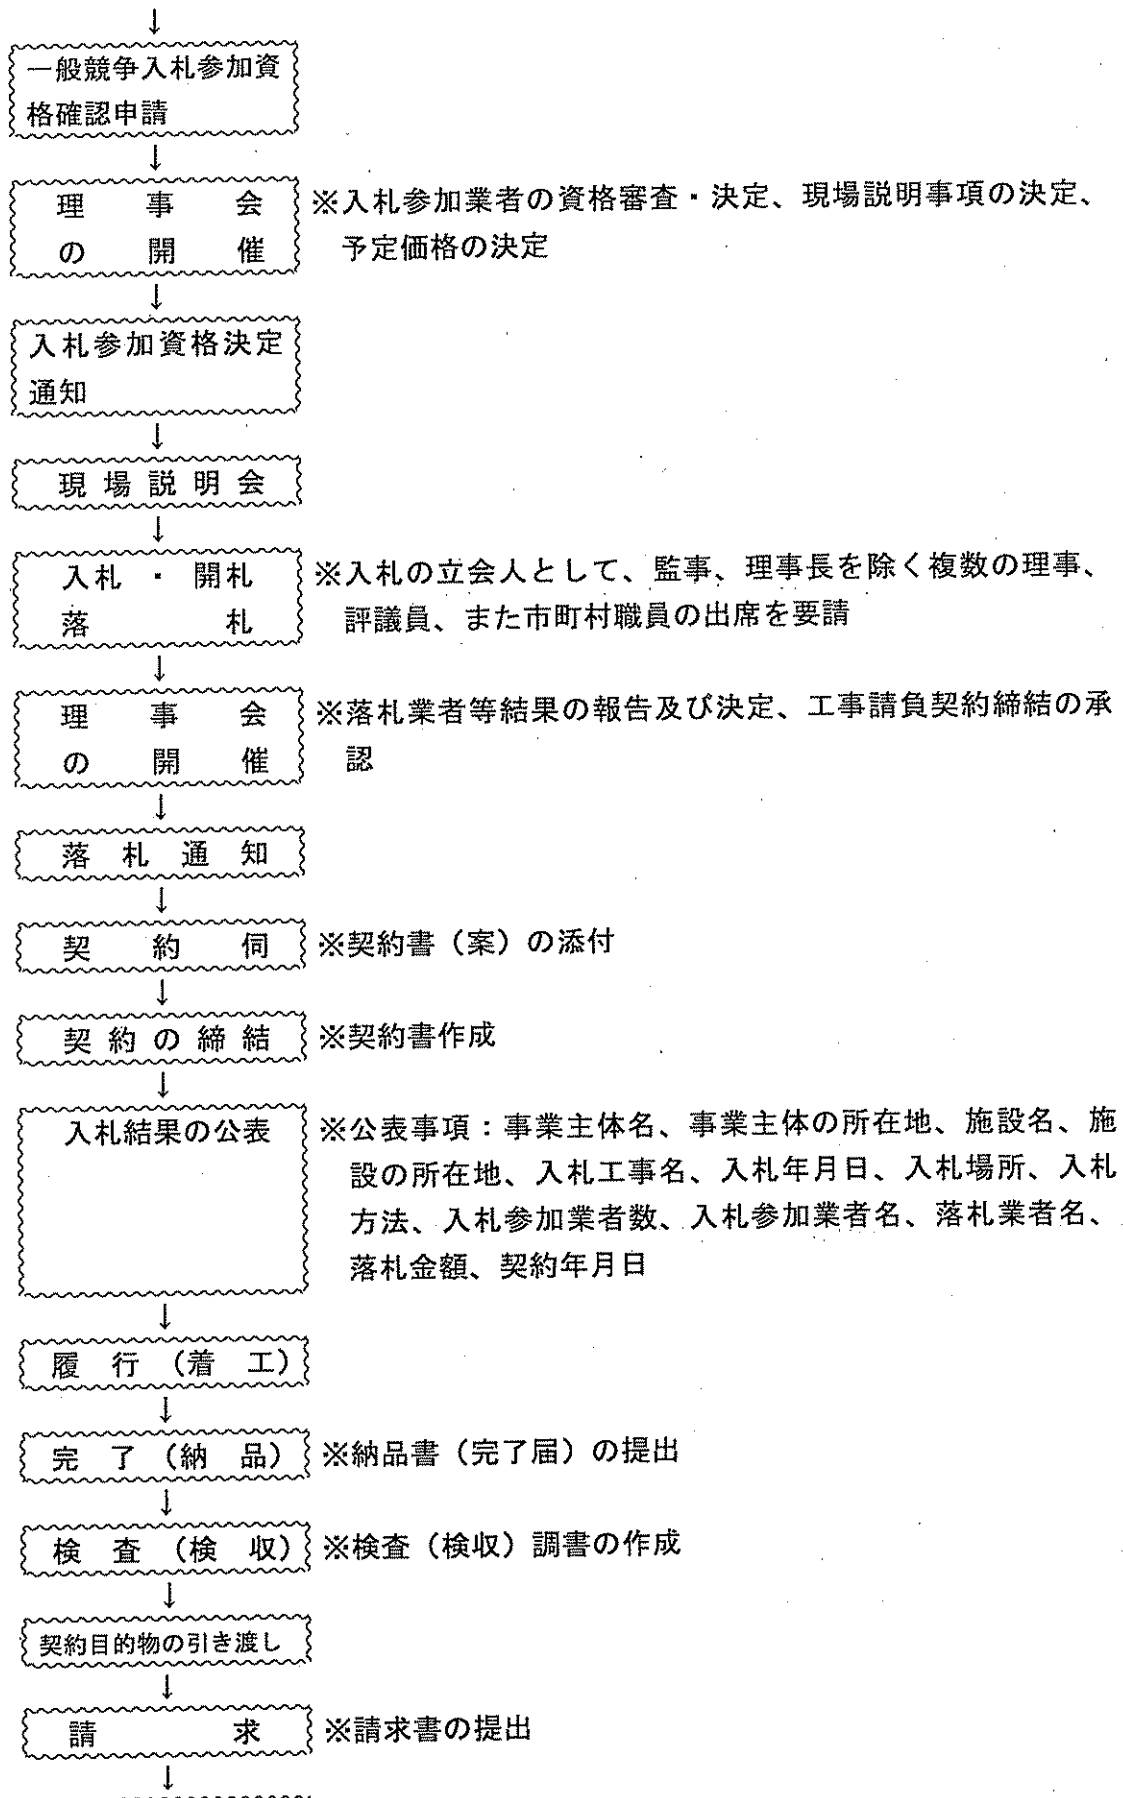 ↓
一般競争入札参加資
格確認申請
↓
理事会 ※入札参加業者の資格審査・決定、現場説明事項の決定、
の開催 予定価格の決定
↓
入札参加資格決定
通知
↓
現場説明会
↓
入札・開札 ※入札の立会人として、監事、理事長を除く複数の理事、
落札 評議員、また市町村職員の出席を要請
↓
理事会 ※落札業者等結果の報告及び決定、工事請負契約締結の承
の開催 認
↓
落札通知
↓
契約伺 ※契約書（案）の添付
↓
契約の締結 ※契約書作成
↓
入札結果の公表 ※公表事項：事業主体名、事業主体の所在地、施設名、施
設の所在地、入札工事名、入札年月日、入札場所、入札
方法、入札参加業者数、入札参加業者名、落札業者名、
落札金額、契約年月日
↓
履行（着工）
↓
完了（納品） ※納品書（完了届）の提出
↓
検査（検収） ※検査（検収）調書の作成
↓
契約目的物の引き渡し
↓
請求 ※請求書の提出
↓